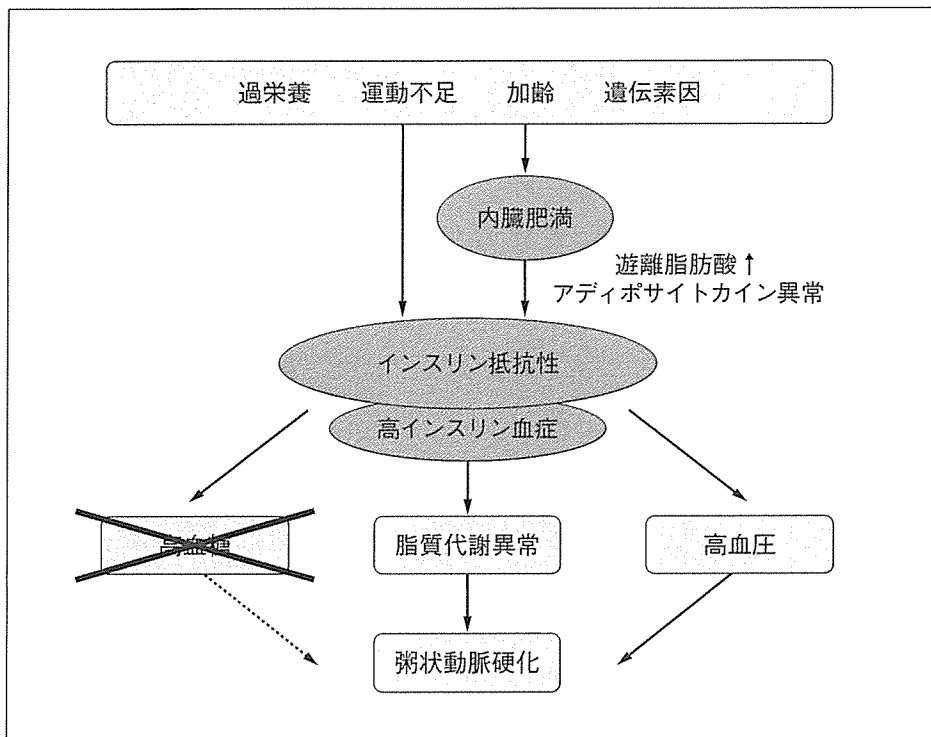 過栄養 運動不足 加齢 遺伝素因
内臓肥満
遊離脂肪酸↑
アディポサイトカイン異常
インスリン抵抗性
高インスリン血症
高血糖
脂質代謝異常
高血圧
粥状動脈硬化